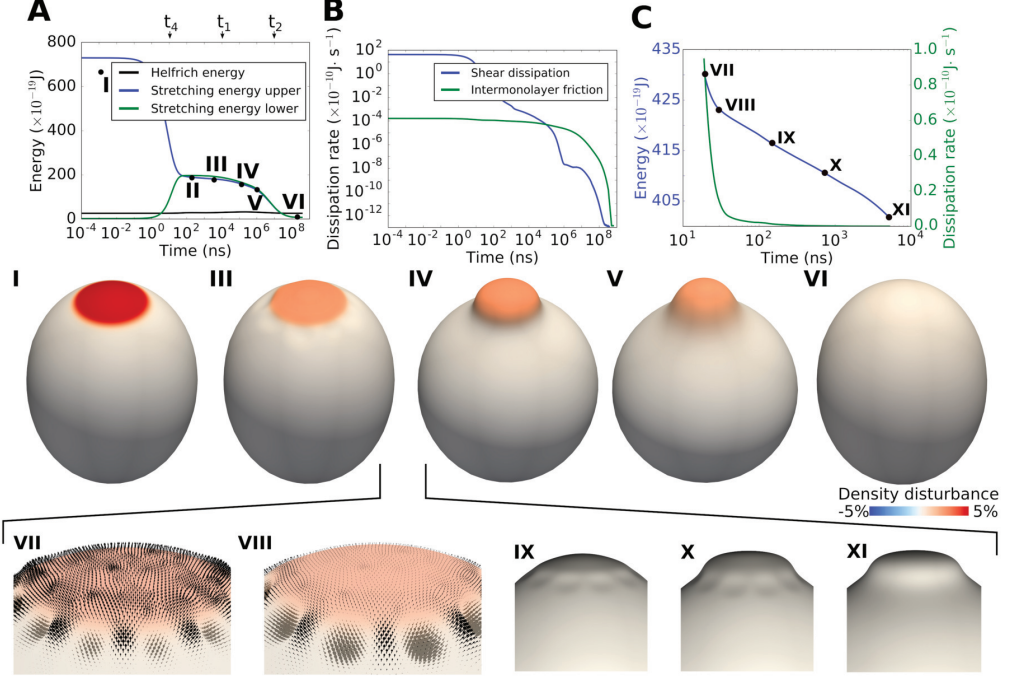 A
t₄ t₁ t₂
800
600
400
200
0
Energy (×10⁻¹⁹J)
Helfrich energy
Stretching energy upper
Stretching energy lower
I
II
III
IV
V
VI
10⁻⁴ 10⁻² 10⁰ 10² 10⁴ 10⁶ 10⁸
Time (ns)
B
10²
10⁰
10⁻²
10⁻⁴
10⁻⁶
10⁻⁸
10⁻¹⁰
10⁻¹²
Dissipation rate (×10⁻¹⁰J· s⁻¹)
Shear dissipation
Intermonolayer friction
10⁻⁴ 10⁻² 10⁰ 10² 10⁴ 10⁶ 10⁸
Time (ns)
C
435
425
415
405
Energy (×10⁻¹⁹J)
VII
VIII
IX
X
XI
1.0
0.8
0.6
0.4
0.2
0.0
Dissipation rate (×10⁻¹⁰J· s⁻¹)
10¹ 10² 10³ 10⁴
Time (ns)
I III IV V VI
Density disturbance
-5% 5%
VII VIII IX X XI